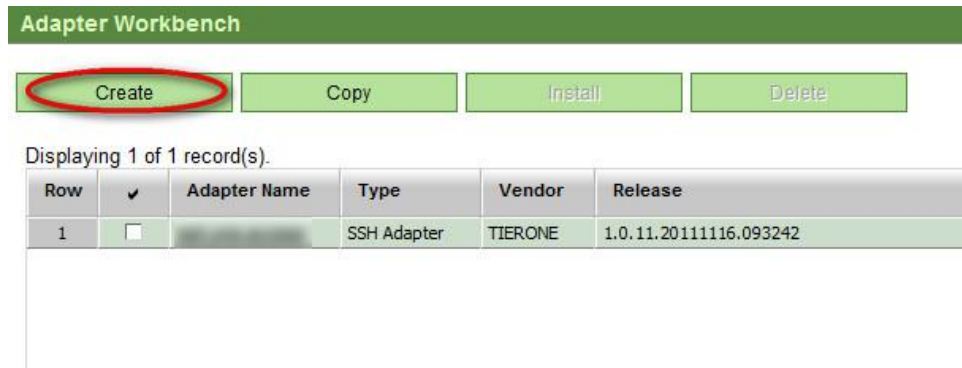 Adapter Workbench
Create Copy Install Delete
Displaying 1 of 1 record(s).
Row ✔ Adapter Name Type Vendor Release
1 SSH Adapter TIERONE 1.0.11.20111116.093242